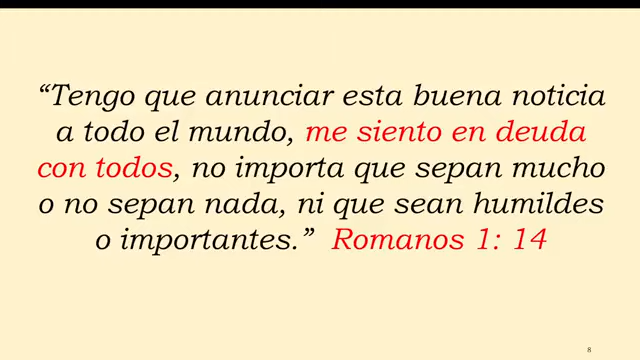 “Tengo que anunciar esta buena noticia
a todo el mundo, me siento en deuda
con todos, no importa que sepan mucho
o no sepan nada, ni que sean humildes
o importantes.” Romanos 1: 14
8